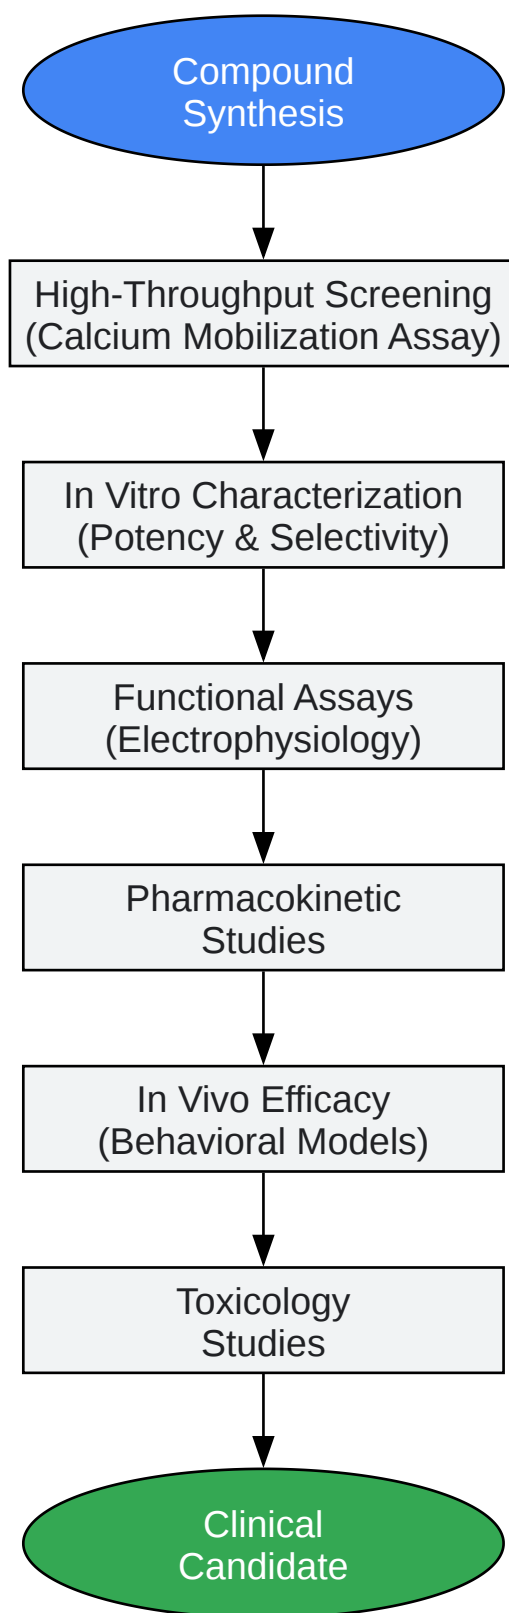 Compound
Synthesis
High-Throughput Screening
(Calcium Mobilization Assay)
In Vitro Characterization
(Potency & Selectivity)
Functional Assays
(Electrophysiology)
Pharmacokinetic
Studies
In Vivo Efficacy
(Behavioral Models)
Toxicology
Studies
Clinical
Candidate